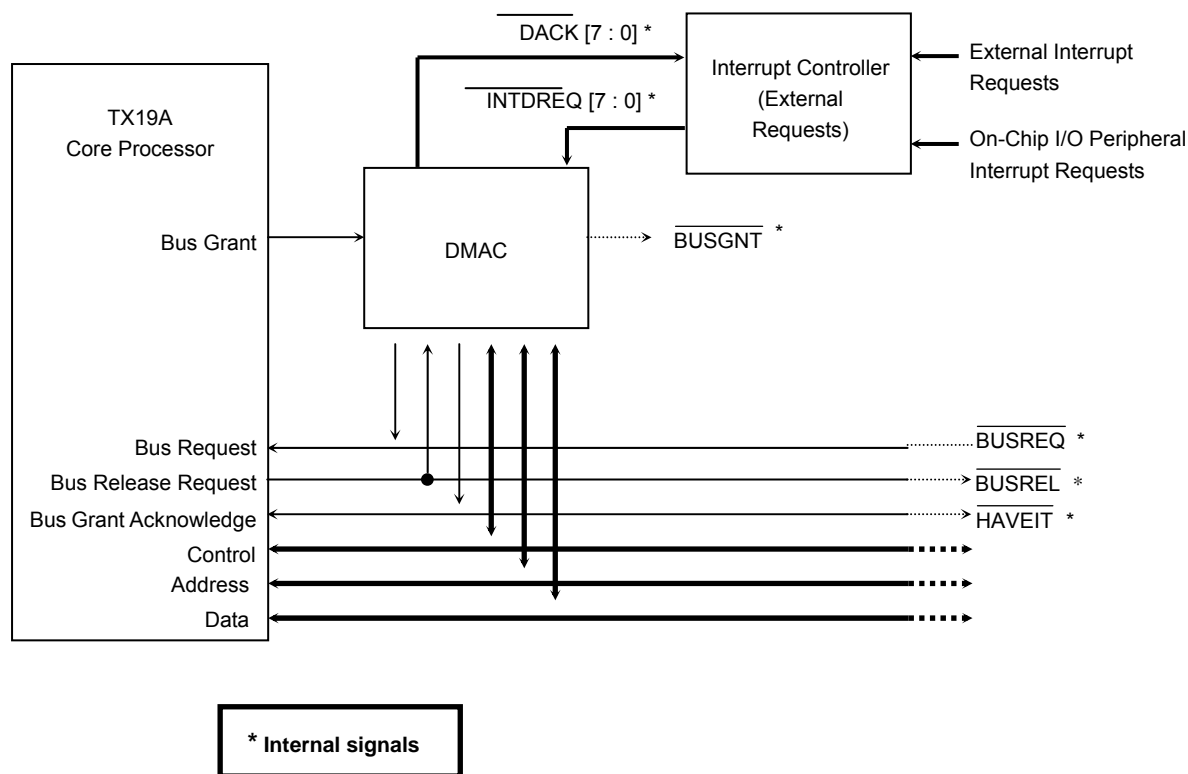 DACK [7 : 0] *
INTDREQ [7 : 0] *
Interrupt Controller
(External
Requests)
External Interrupt
Requests
On-Chip I/O Peripheral
Interrupt Requests
TX19A
Core Processor
Bus Grant
DMAC
BUSGNT *
Bus Request
BUSREQ *
Bus Release Request
BUSREL *
Bus Grant Acknowledge
HAVEIT *
Control
Address
Data
* Internal signals